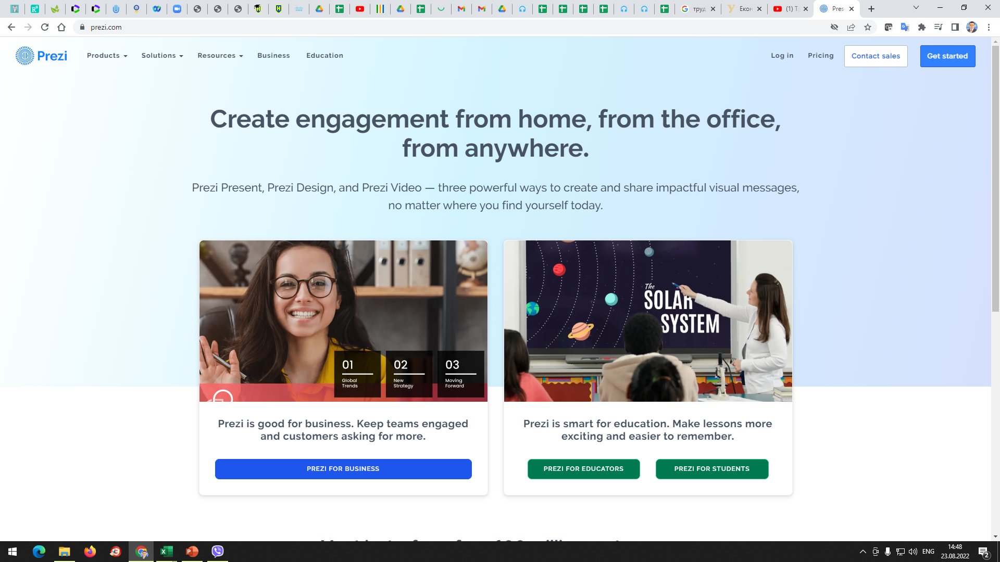 труд
Екон
(1) Т
Pres
prezi.com
Prezi
Products
Solutions
Resources
Business
Education
Log in
Pricing
Contact sales
Get started
Create engagement from home, from the office,
from anywhere.
Prezi Present, Prezi Design, and Prezi Video — three powerful ways to create and share impactful visual messages,
no matter where you find yourself today.
01
Global
Trends
02
New
Strategy
03
Moving
Forward
The
SOLAR
SYSTEM
Prezi is good for business. Keep teams engaged
and customers asking for more.
PREZI FOR BUSINESS
Prezi is smart for education. Make lessons more
exciting and easier to remember.
PREZI FOR EDUCATORS
PREZI FOR STUDENTS
ENG
14:48
23.08.2022
2